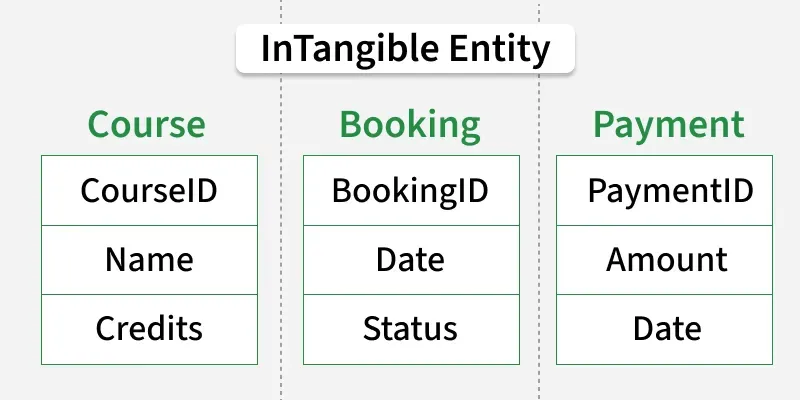 InTangible Entity
Course
CourseID
Name
Credits
Booking
BookingID
Date
Status
Payment
PaymentID
Amount
Date